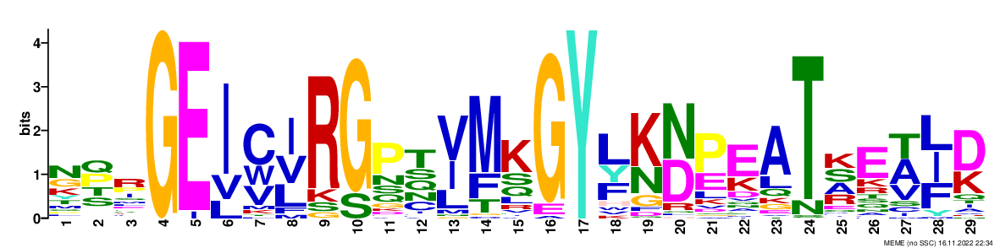 4
3
2
1
0
bits
N Q R G E I C I R G P T V M K G Y L K N P E A T K E T L D
G P P V W V K S N S I F S E Y N D E K L N S K A I K
K T L V L S Q L T Q F G R Q A R V F
1 2 3 4 5 6 7 8 9 10 11 12 13 14 15 16 17 18 19 20 21 22 23 24 25 26 27 28 29
MEME (no SSC) 16.11.2022 22:34